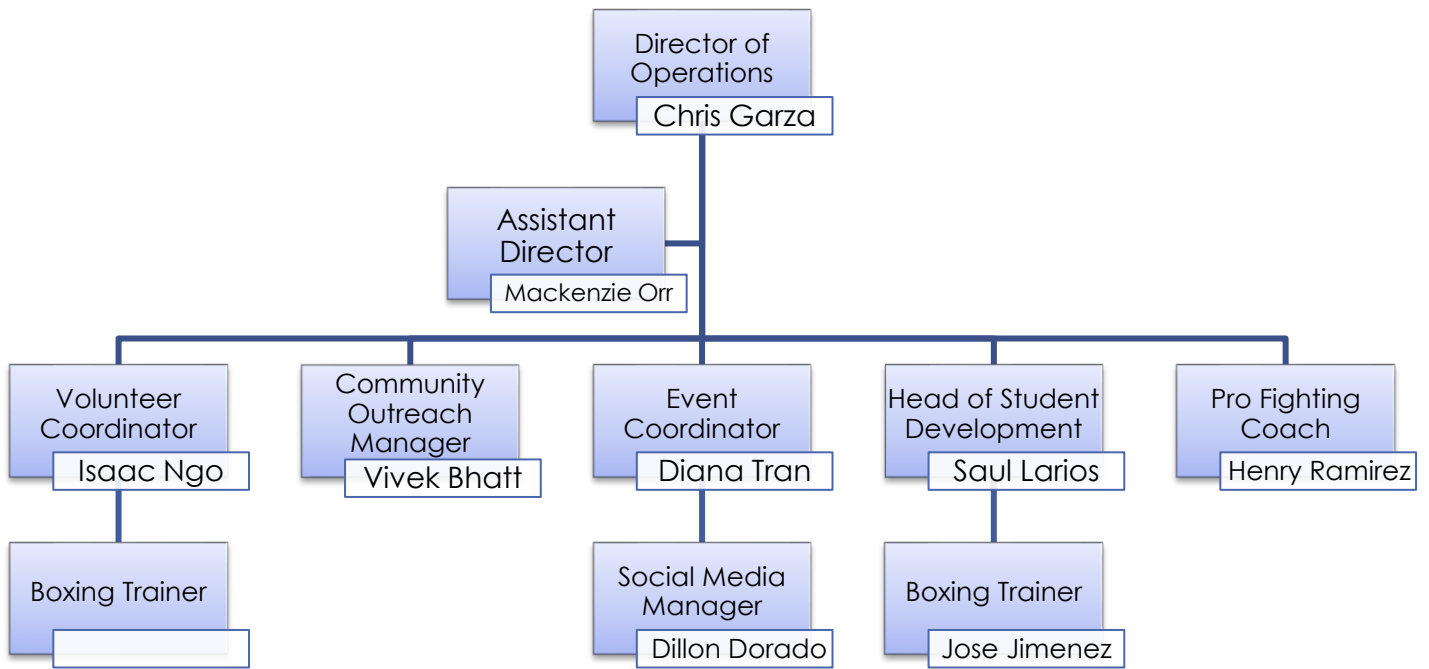 Director of
Operations
Chris Garza
Assistant
Director
Mackenzie Orr
Volunteer
Coordinator
Isaac Ngo
Community
Outreach
Manager
Vivek Bhatt
Event
Coordinator
Diana Tran
Head of Student
Development
Saul Larios
Pro Fighting
Coach
Henry Ramirez
Boxing Trainer
Social Media
Manager
Dillon Dorado
Boxing Trainer
Jose Jimenez